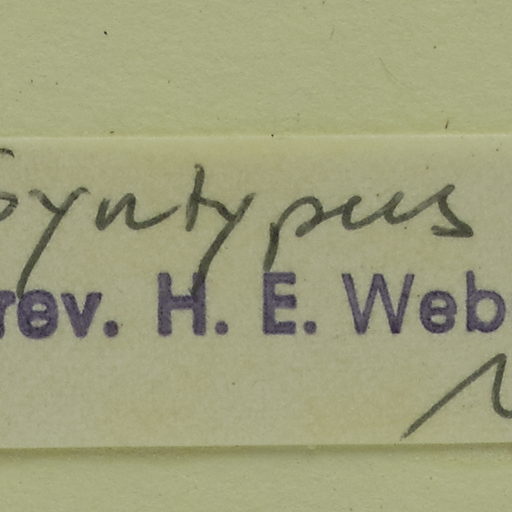 Syntypus
rev. H. E. Web